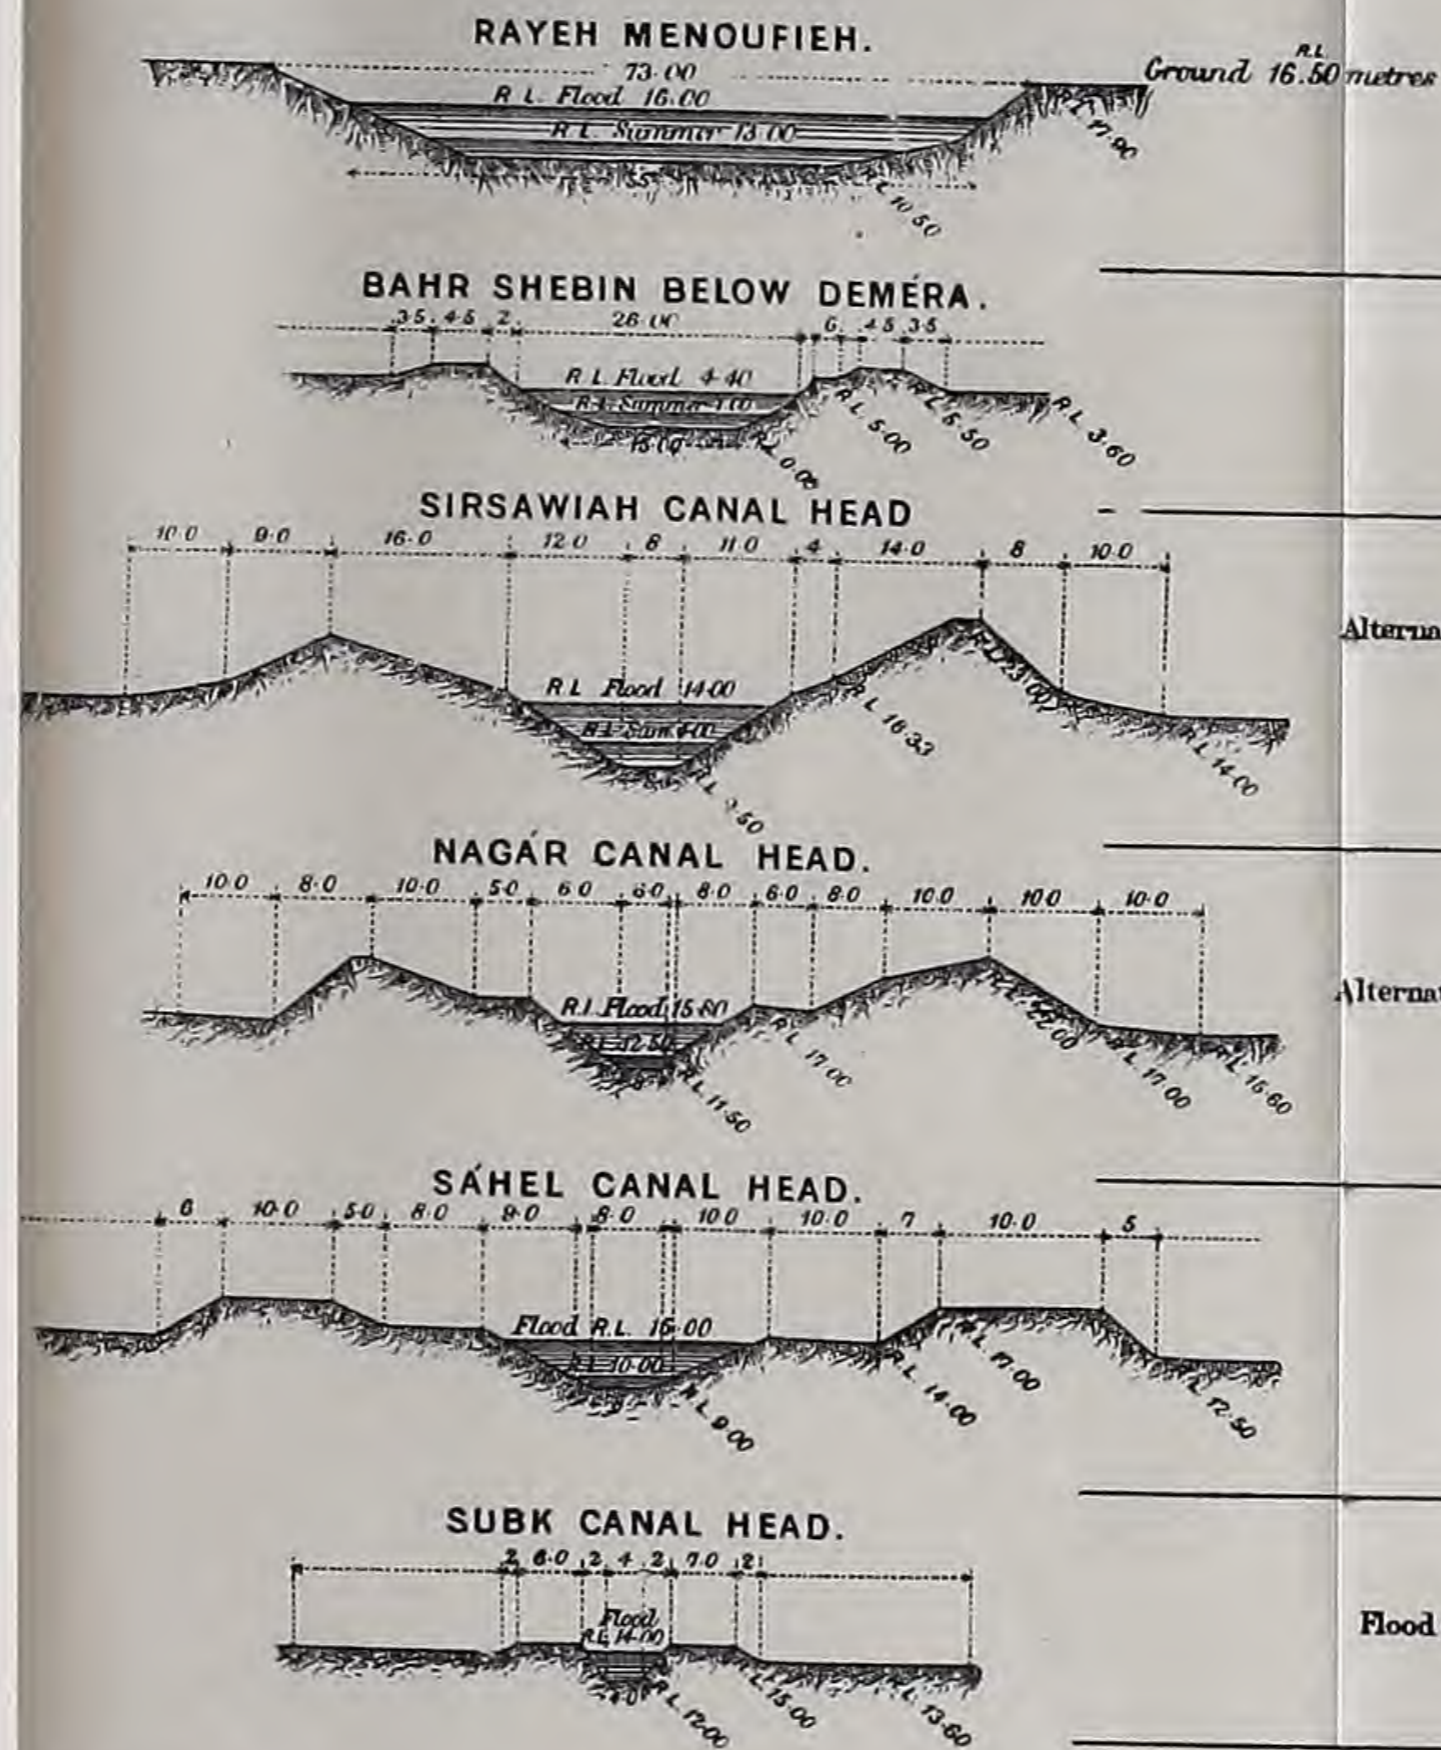 RAYEH MENOUFIEH.
73·00
R.L.
Ground 16.50 metres
R L. Flood 16.00
R L. Summer 13 00
R L 10 50
BAHR SHEBIN BELOW DEMÉRA.
3·5 4·5 2 26·00 6 4·5 3·5
R L Flood 4·40
R L Summer 1·00
R L 5·00
R L 5·50
R L 3·60
SIRSAWIAH CANAL HEAD
10·0 9·0 16·0 12·0 8 11·0 4 14·0 8 10·0
Alterna
R L Flood 14·00
R L 23·00
R L 16·33
R L 14·00
NAGÁR CANAL HEAD.
10·0 8·0 10·0 5·0 6 0 6·0 8·0 6·0 8·0 10·0 10·0 10·0
Alternat
R.L. Flood 15·80
R L 12·50
R L 11·50
R L 17·00
R L 22·00
R L 17·00
R L 15·60
SÁHEL CANAL HEAD.
6 10·0 5·0 8·0 9·0 8·0 10 0 10·0 7 10·0 5
Flood R.L. 16·00
R L 10·00
R L 9·00
R L 14·00
R L 17·00
R L 12·50
SUBK CANAL HEAD.
2 6·0 2 4 2 7·0 2
Flood
R L 14·00
Flood
R L 12·00
L 15·00
R L 13·60